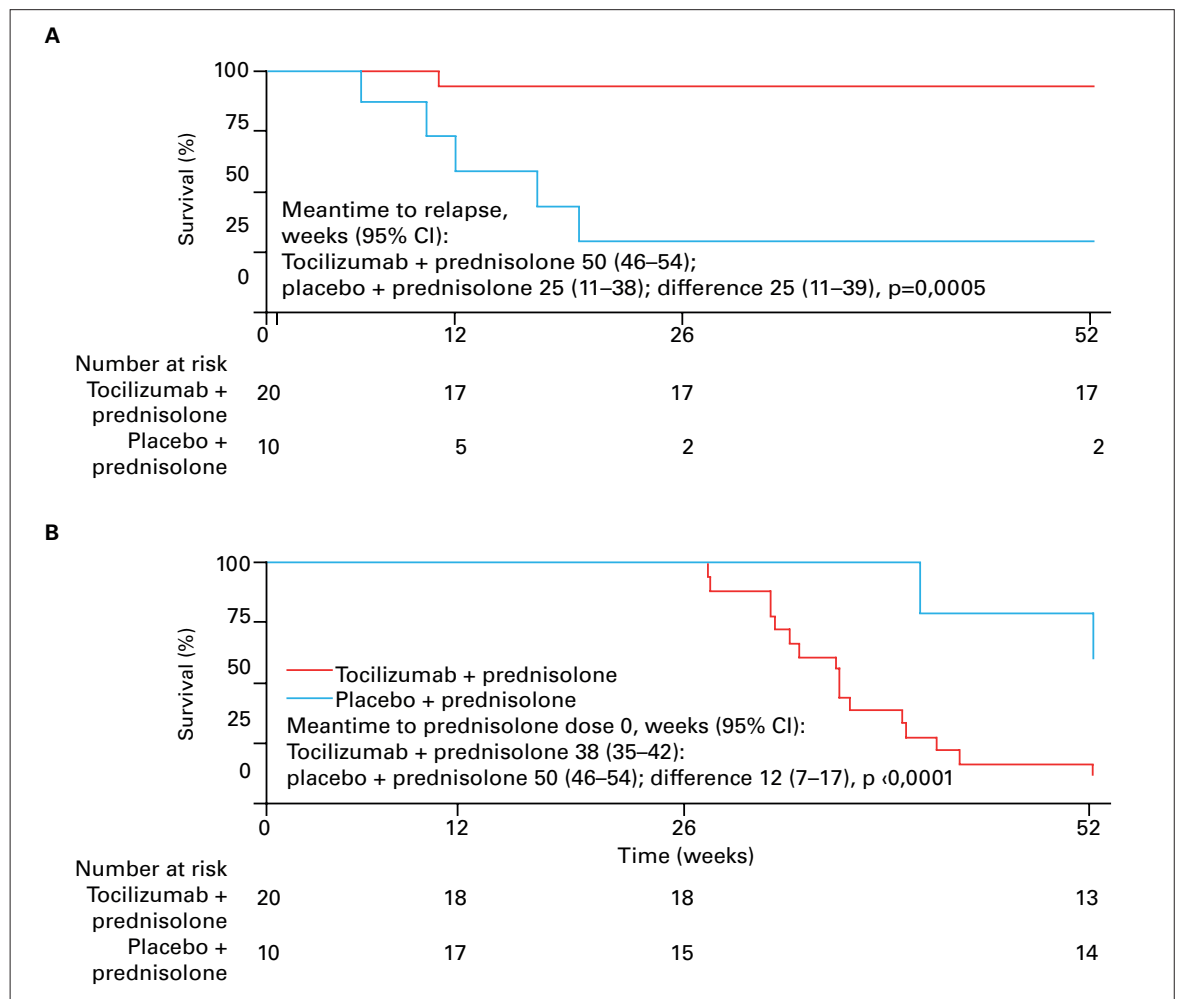 A
100
75
50
25
0
Survival (%)
Meantime to relapse,
weeks (95% CI):
Tocilizumab + prednisolone 50 (46–54);
placebo + prednisolone 25 (11–38); difference 25 (11–39), p=0,0005
0 12 26 52
Number at risk
Tocilizumab + prednisolone 20 17 17 17
Placebo + prednisolone 10 5 2 2
B
100
75
50
25
0
Survival (%)
Tocilizumab + prednisolone
Placebo + prednisolone
Meantime to prednisolone dose 0, weeks (95% CI):
Tocilizumab + prednisolone 38 (35–42):
placebo + prednisolone 50 (46–54); difference 12 (7–17), p ‹0,0001
0 12 26 52
Time (weeks)
Number at risk
Tocilizumab + prednisolone 20 18 18 13
Placebo + prednisolone 10 17 15 14